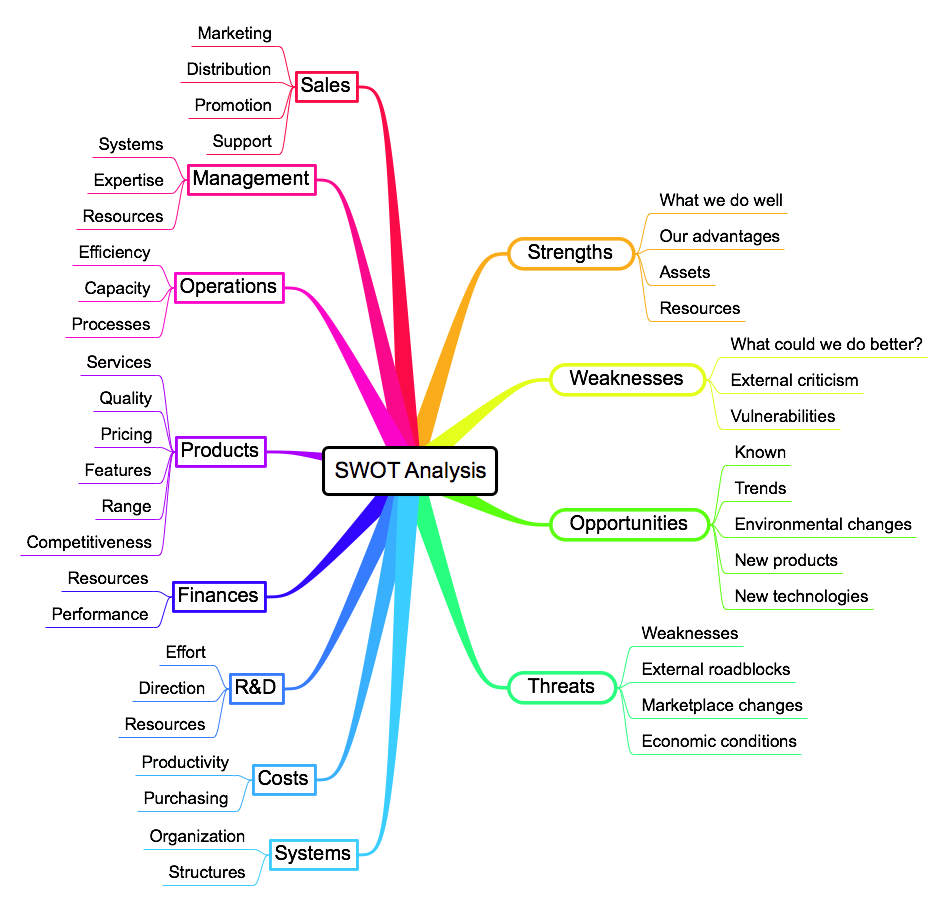 SWOT Analysis
Sales
Marketing
Distribution
Promotion
Support
Management
Systems
Expertise
Resources
Operations
Efficiency
Capacity
Processes
Products
Services
Quality
Pricing
Features
Range
Competitiveness
Finances
Resources
Performance
R&D
Effort
Direction
Resources
Costs
Productivity
Purchasing
Systems
Organization
Structures
Strengths
What we do well
Our advantages
Assets
Resources
Weaknesses
What could we do better?
External criticism
Vulnerabilities
Opportunities
Known
Trends
Environmental changes
New products
New technologies
Threats
Weaknesses
External roadblocks
Marketplace changes
Economic conditions